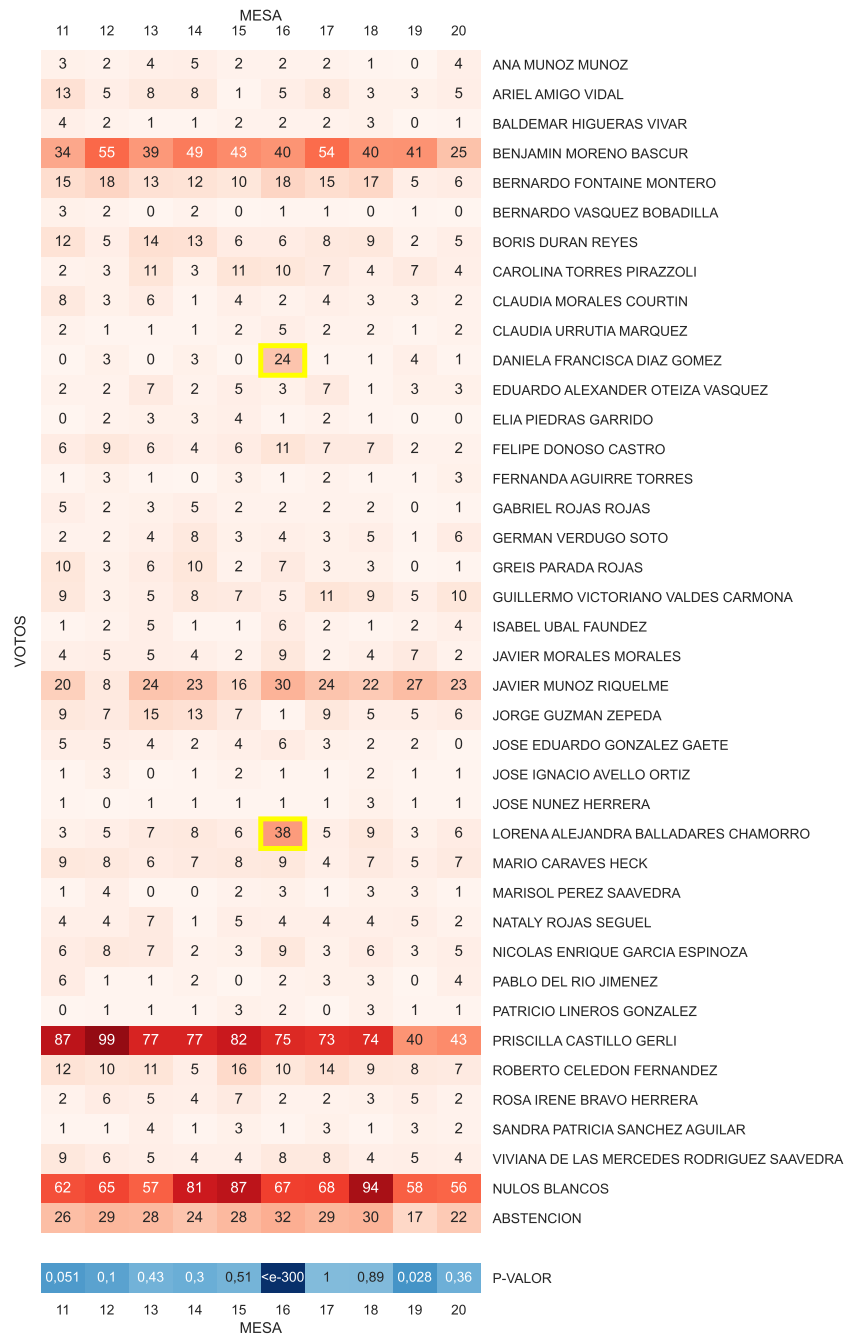 MESA
11 12 13 14 15 16 17 18 19 20
3 2 4 5 2 2 2 1 0 4 ANA MUNOZ MUNOZ
13 5 8 8 1 5 8 3 3 5 ARIEL AMIGO VIDAL
4 2 1 1 2 2 2 3 0 1 BALDEMAR HIGUERAS VIVAR
34 55 39 49 43 40 54 40 41 25 BENJAMIN MORENO BASCUR
15 18 13 12 10 18 15 17 5 6 BERNARDO FONTAINE MONTERO
3 2 0 2 0 1 1 0 1 0 BERNARDO VASQUEZ BOBADILLA
12 5 14 13 6 6 8 9 2 5 BORIS DURAN REYES
2 3 11 3 11 10 7 4 7 4 CAROLINA TORRES PIRAZZOLI
8 3 6 1 4 2 4 3 3 2 CLAUDIA MORALES COURTIN
2 1 1 1 2 5 2 2 1 2 CLAUDIA URRUTIA MARQUEZ
0 3 0 3 0 24 1 1 4 1 DANIELA FRANCISCA DIAZ GOMEZ
2 2 7 2 5 3 7 1 3 3 EDUARDO ALEXANDER OTEIZA VASQUEZ
0 2 3 3 4 1 2 1 0 0 ELIA PIEDRAS GARRIDO
6 9 6 4 6 11 7 7 2 2 FELIPE DONOSO CASTRO
1 3 1 0 3 1 2 1 1 3 FERNANDA AGUIRRE TORRES
5 2 3 5 2 2 2 2 0 1 GABRIEL ROJAS ROJAS
2 2 4 8 3 4 3 5 1 6 GERMAN VERDUGO SOTO
10 3 6 10 2 7 3 3 0 1 GREIS PARADA ROJAS
9 3 5 8 7 5 11 9 5 10 GUILLERMO VICTORIANO VALDES CARMONA
1 2 5 1 1 6 2 1 2 4 ISABEL UBAL FAUNDEZ
VOTOS
4 5 5 4 2 9 2 4 7 2 JAVIER MORALES MORALES
20 8 24 23 16 30 24 22 27 23 JAVIER MUNOZ RIQUELME
9 7 15 13 7 1 9 5 5 6 JORGE GUZMAN ZEPEDA
5 5 4 2 4 6 3 2 2 0 JOSE EDUARDO GONZALEZ GAETE
1 3 0 1 2 1 1 2 1 1 JOSE IGNACIO AVELLO ORTIZ
1 0 1 1 1 1 1 3 1 1 JOSE NUNEZ HERRERA
3 5 7 8 6 38 5 9 3 6 LORENA ALEJANDRA BALLADARES CHAMORRO
9 8 6 7 8 9 4 7 5 7 MARIO CARAVES HECK
1 4 0 0 2 3 1 3 3 1 MARISOL PEREZ SAAVEDRA
4 4 7 1 5 4 4 4 5 2 NATALY ROJAS SEGUEL
6 8 7 2 3 9 3 6 3 5 NICOLAS ENRIQUE GARCIA ESPINOZA
6 1 1 2 0 2 3 3 0 4 PABLO DEL RIO JIMENEZ
0 1 1 1 3 2 0 3 1 1 PATRICIO LINEROS GONZALEZ
87 99 77 77 82 75 73 74 40 43 PRISCILLA CASTILLO GERLI
12 10 11 5 16 10 14 9 8 7 ROBERTO CELEDON FERNANDEZ
2 6 5 4 7 2 2 3 5 2 ROSA IRENE BRAVO HERRERA
1 1 4 1 3 1 3 1 3 2 SANDRA PATRICIA SANCHEZ AGUILAR
9 6 5 4 4 8 8 4 5 4 VIVIANA DE LAS MERCEDES RODRIGUEZ SAAVEDRA
62 65 57 81 87 67 68 94 58 56 NULOS BLANCOS
26 29 28 24 28 32 29 30 17 22 ABSTENCION
0,051 0,1 0,43 0,3 0,51 <e-300 1 0,89 0,028 0,36 P-VALOR
11 12 13 14 15 16 17 18 19 20
MESA